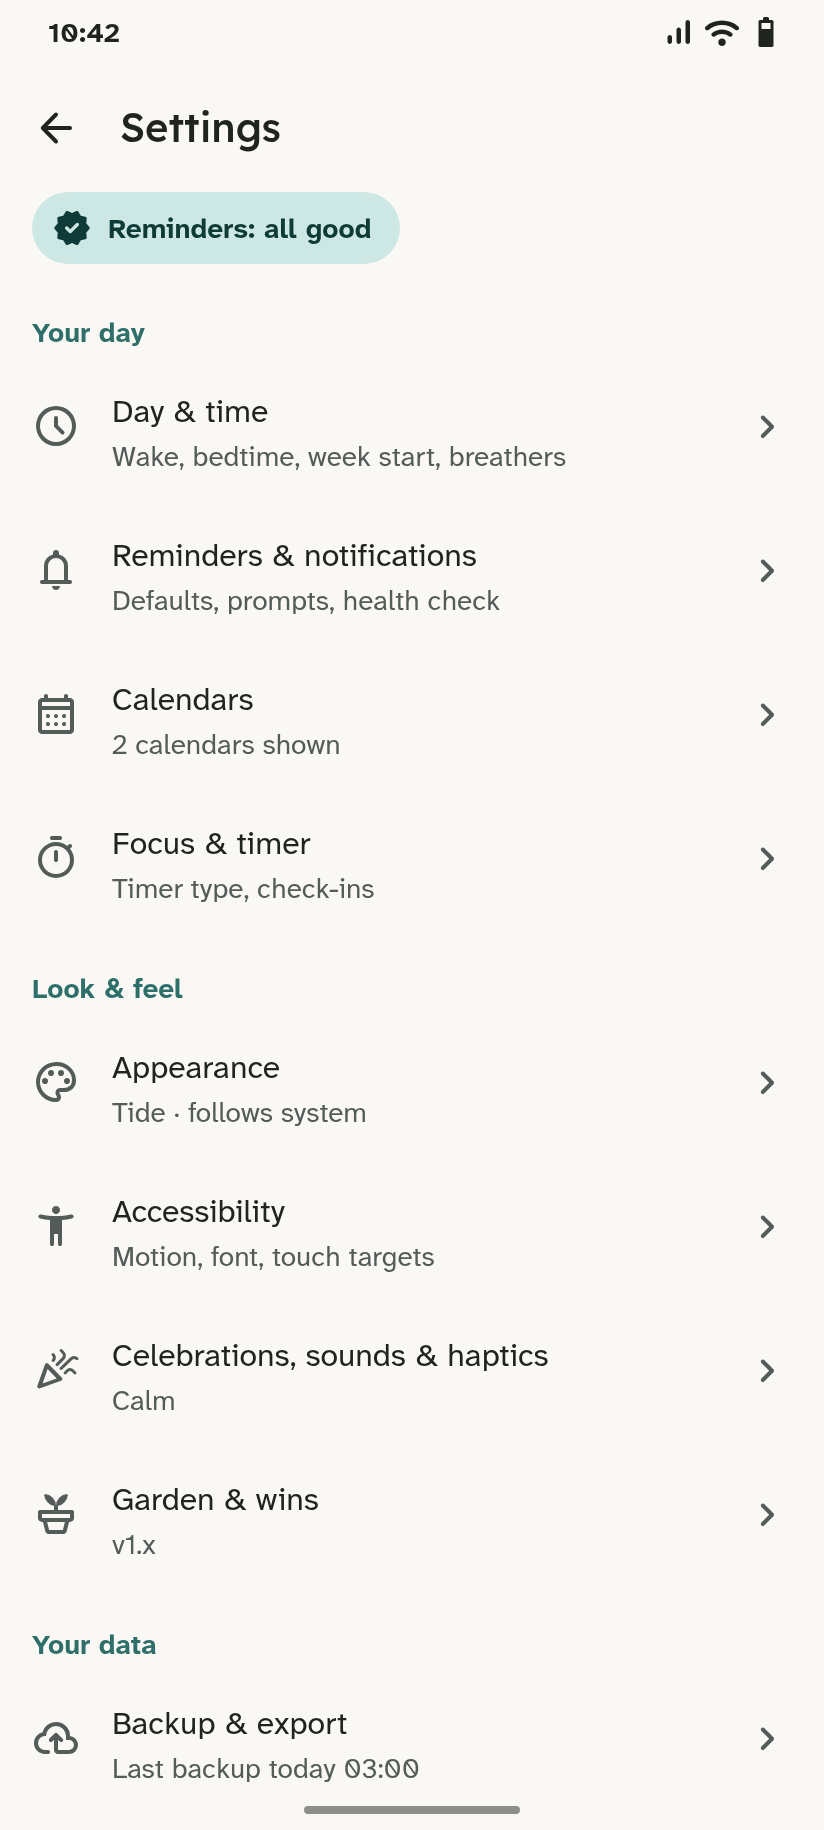 10:42
Settings
Reminders: all good
Your day
Day & time
Wake, bedtime, week start, breathers
Reminders & notifications
Defaults, prompts, health check
Calendars
2 calendars shown
Focus & timer
Timer type, check-ins
Look & feel
Appearance
Tide · follows system
Accessibility
Motion, font, touch targets
Celebrations, sounds & haptics
Calm
Garden & wins
v1.x
Your data
Backup & export
Last backup today 03:00